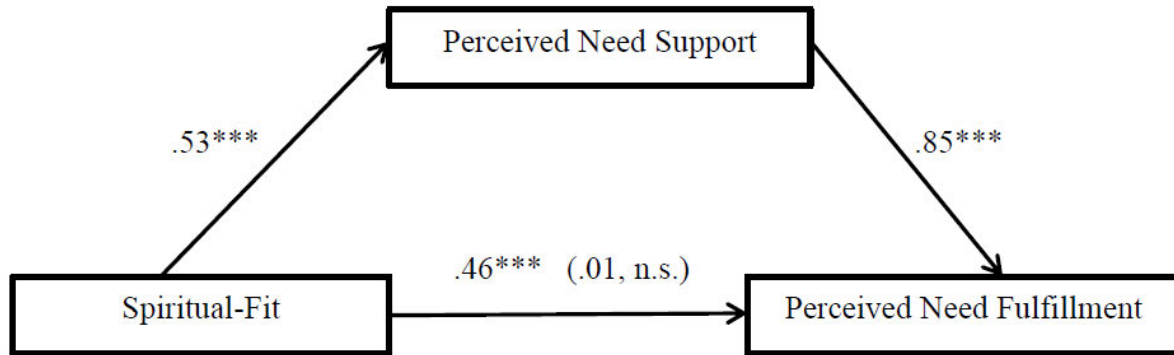 Perceived Need Support
.53***
.85***
.46*** (.01, n.s.)
Spiritual-Fit
Perceived Need Fulfillment